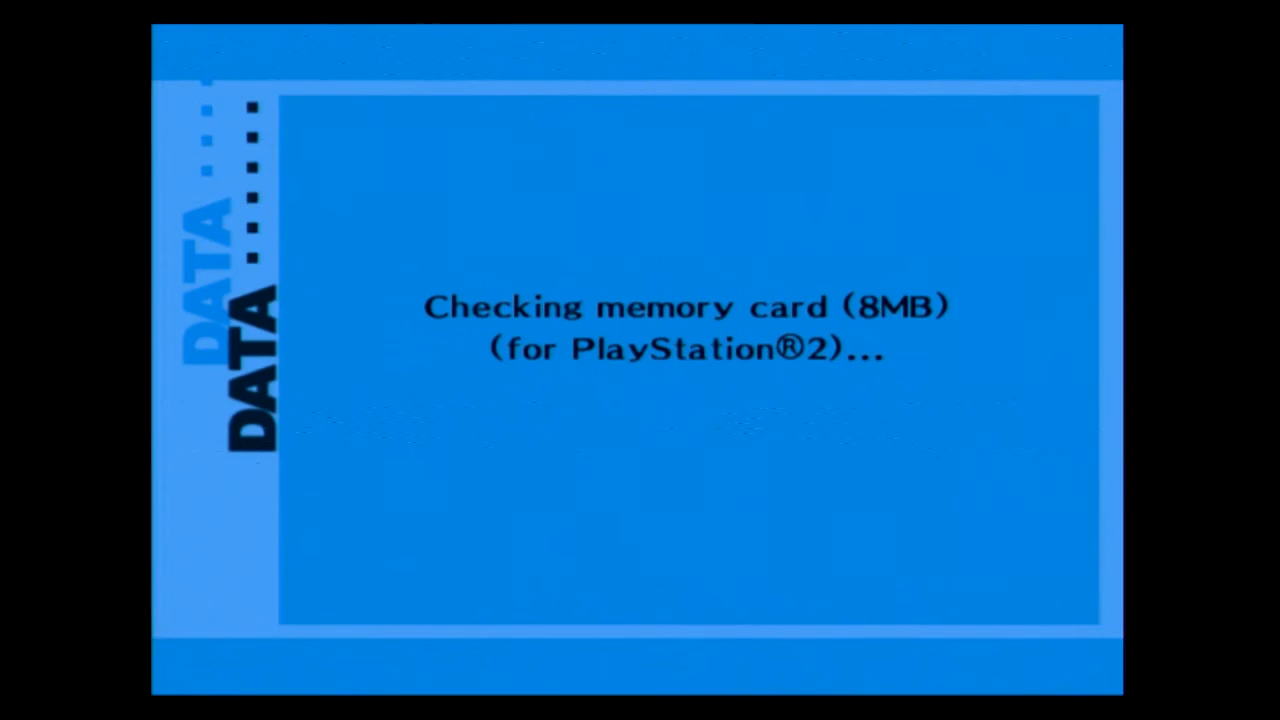 DATA ......
DATA ....
Checking memory card (8MB)
(for PlayStation®2)...